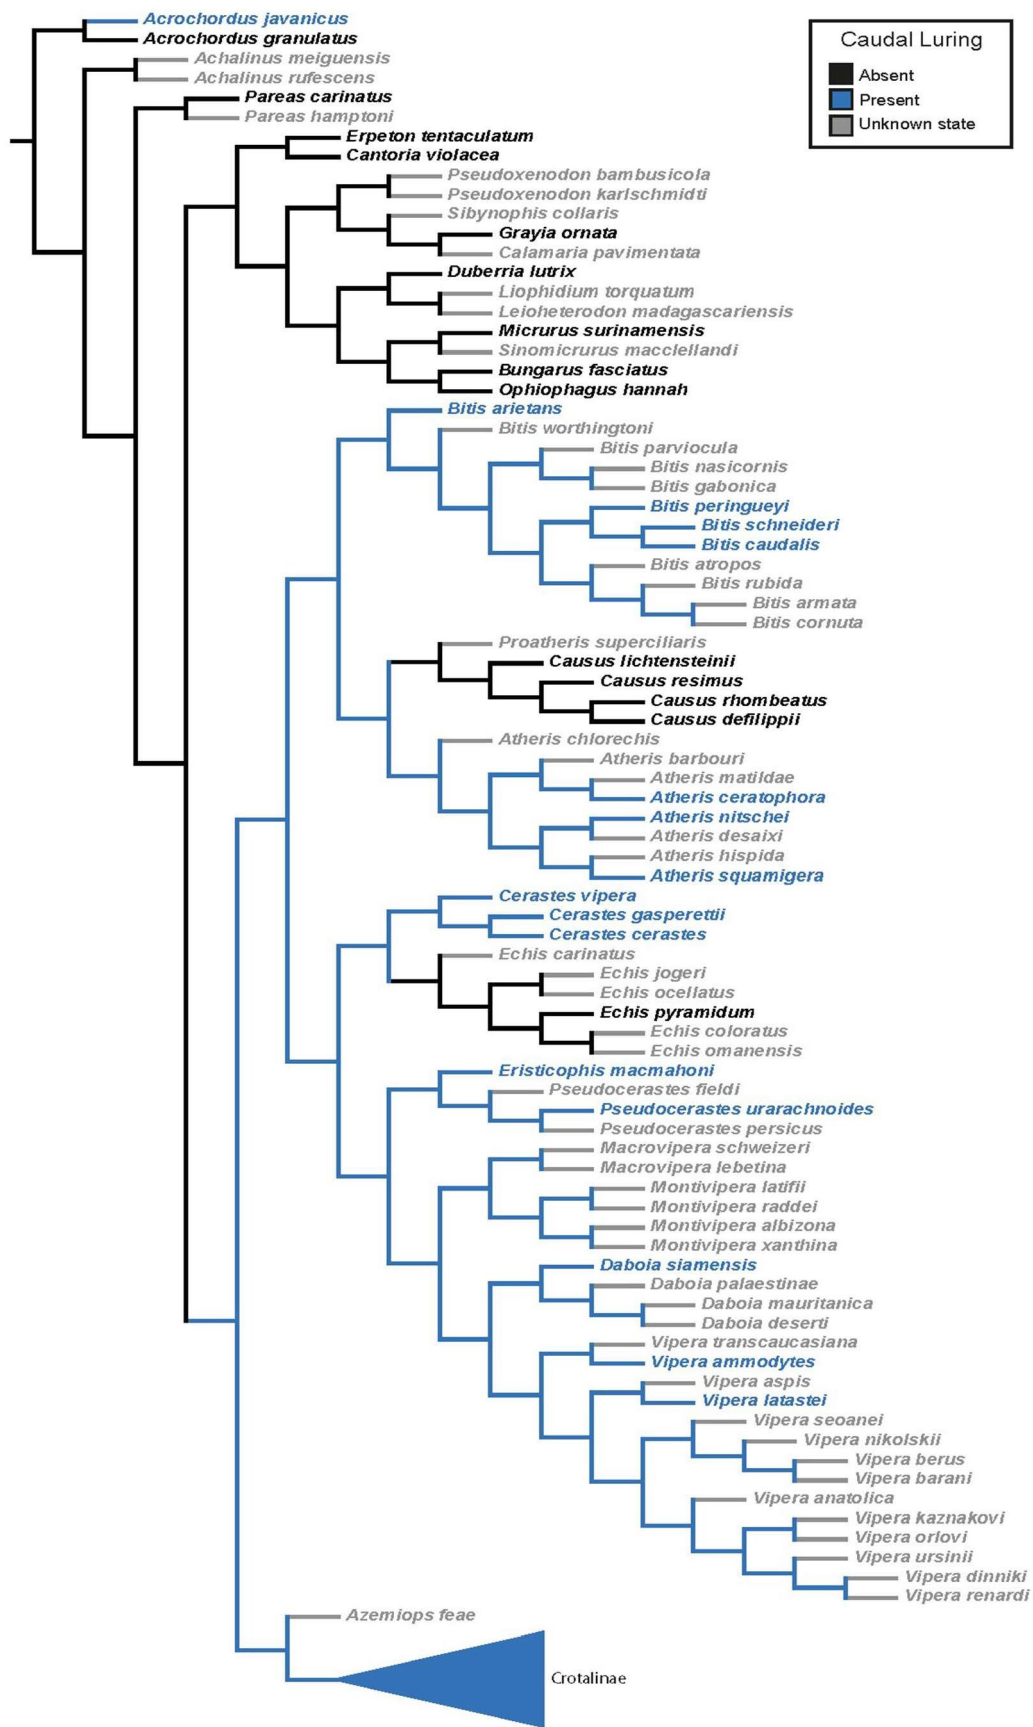 Caudal Luring
Absent
Present
Unknown state
Acrochordus javanicus
Acrochordus granulatus
Achalinus meiguensis
Achalinus rufescens
Pareas carinatus
Pareas hamptoni
Erpeton tentaculatum
Cantoria violacea
Pseudoxenodon bambusicola
Pseudoxenodon karlschmidti
Sibynophis collaris
Grayia ornata
Calamaria pavimentata
Duberria lutrix
Liophidium torquatum
Leioheterodon madagascariensis
Micrurus surinamensis
Sinomicrurus macclellandi
Bungarus fasciatus
Ophiophagus hannah
Bitis arietans
Bitis worthingtoni
Bitis parviocula
Bitis nasicornis
Bitis gabonica
Bitis peringueyi
Bitis schneideri
Bitis caudalis
Bitis atropos
Bitis rubida
Bitis armata
Bitis cornuta
Proatheris superciliaris
Causus lichtensteinii
Causus resimus
Causus rhombeatus
Causus defilippii
Atheris chlorechis
Atheris barbouri
Atheris matildae
Atheris ceratophora
Atheris nitschei
Atheris desaixi
Atheris hispida
Atheris squamigera
Cerastes vipera
Cerastes gasperettii
Cerastes cerastes
Echis carinatus
Echis jogeri
Echis ocellatus
Echis pyramidum
Echis coloratus
Echis omanensis
Eristicophis macmahoni
Pseudocerastes fieldi
Pseudocerastes urarachnoides
Pseudocerastes persicus
Macrovipera schweizeri
Macrovipera lebetina
Montivipera latifii
Montivipera raddei
Montivipera albizona
Montivipera xanthina
Daboia siamensis
Daboia palaestinae
Daboia mauritanica
Daboia deserti
Vipera transcaucasiana
Vipera ammodytes
Vipera aspis
Vipera latastei
Vipera seoanei
Vipera nikolskii
Vipera berus
Vipera barani
Vipera anatolica
Vipera kaznakovi
Vipera orlovi
Vipera ursinii
Vipera dinniki
Vipera renardi
Azemiops feae
Crotalinae